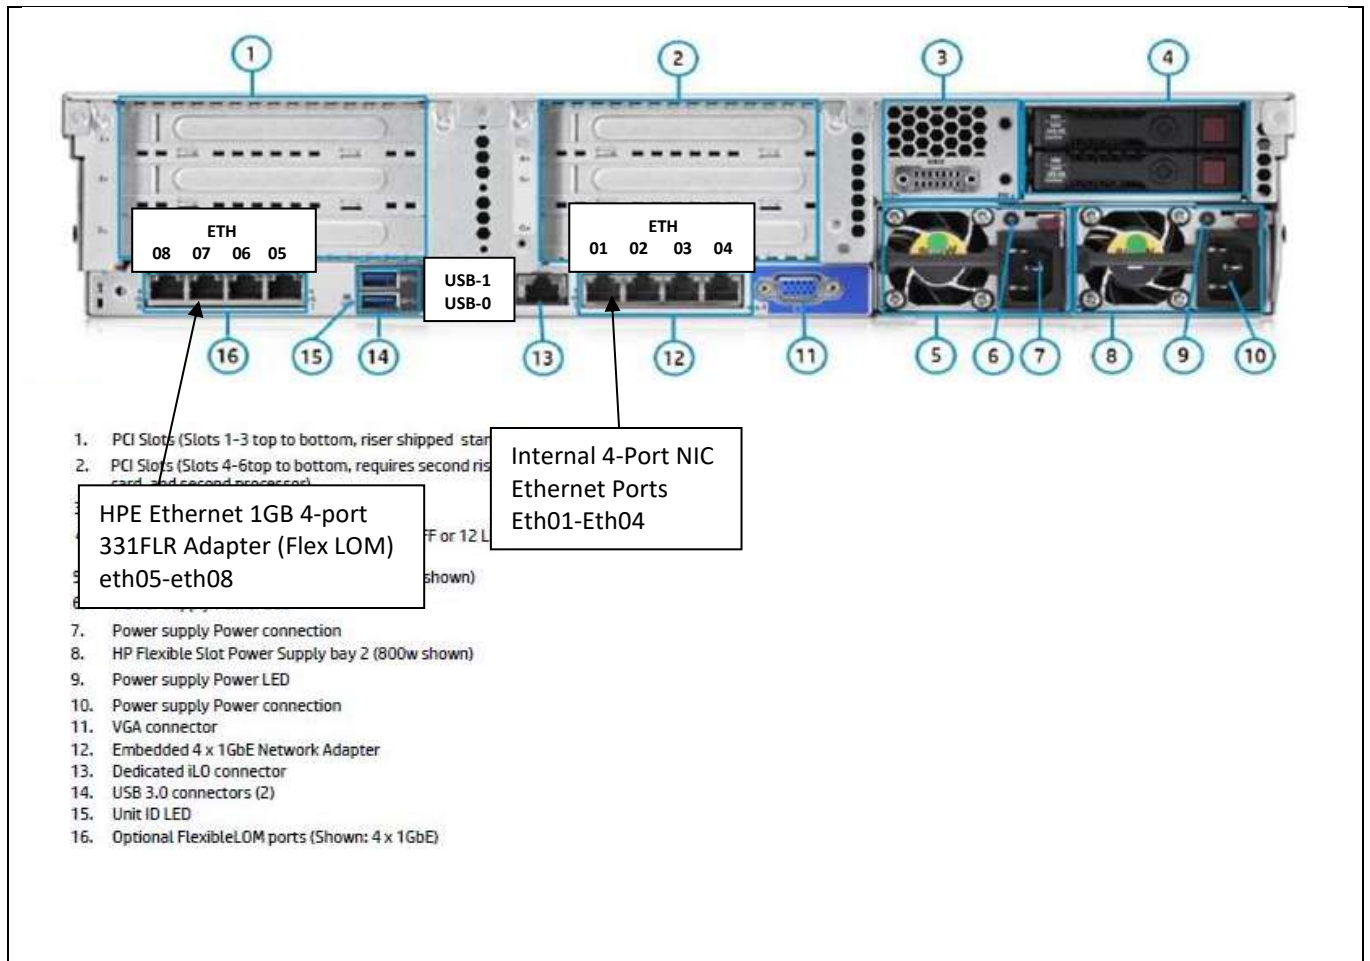 1
2
3
4
ETH
08 07 06 05
ETH
01 02 03 04
USB-1
USB-0
16
15
14
13
12
11
5
6
7
8
9
10
1. PCI Slots (Slots 1-3 top to bottom, riser shipped
2. PCI Slots (Slots 4-6top to bottom, requires second
card, and second processor)
FF or 12 L
shown)
Internal 4-Port NIC
Ethernet Ports
Eth01-Eth04
HPE Ethernet 1GB 4-port
331FLR Adapter (Flex LOM)
eth05-eth08
7. Power supply Power connection
8. HP Flexible Slot Power Supply bay 2 (800w shown)
9. Power supply Power LED
10. Power supply Power connection
11. VGA connector
12. Embedded 4 x 1GbE Network Adapter
13. Dedicated iLO connector
14. USB 3.0 connectors (2)
15. Unit ID LED
16. Optional FlexibleLOM ports (Shown: 4 x 1GbE)